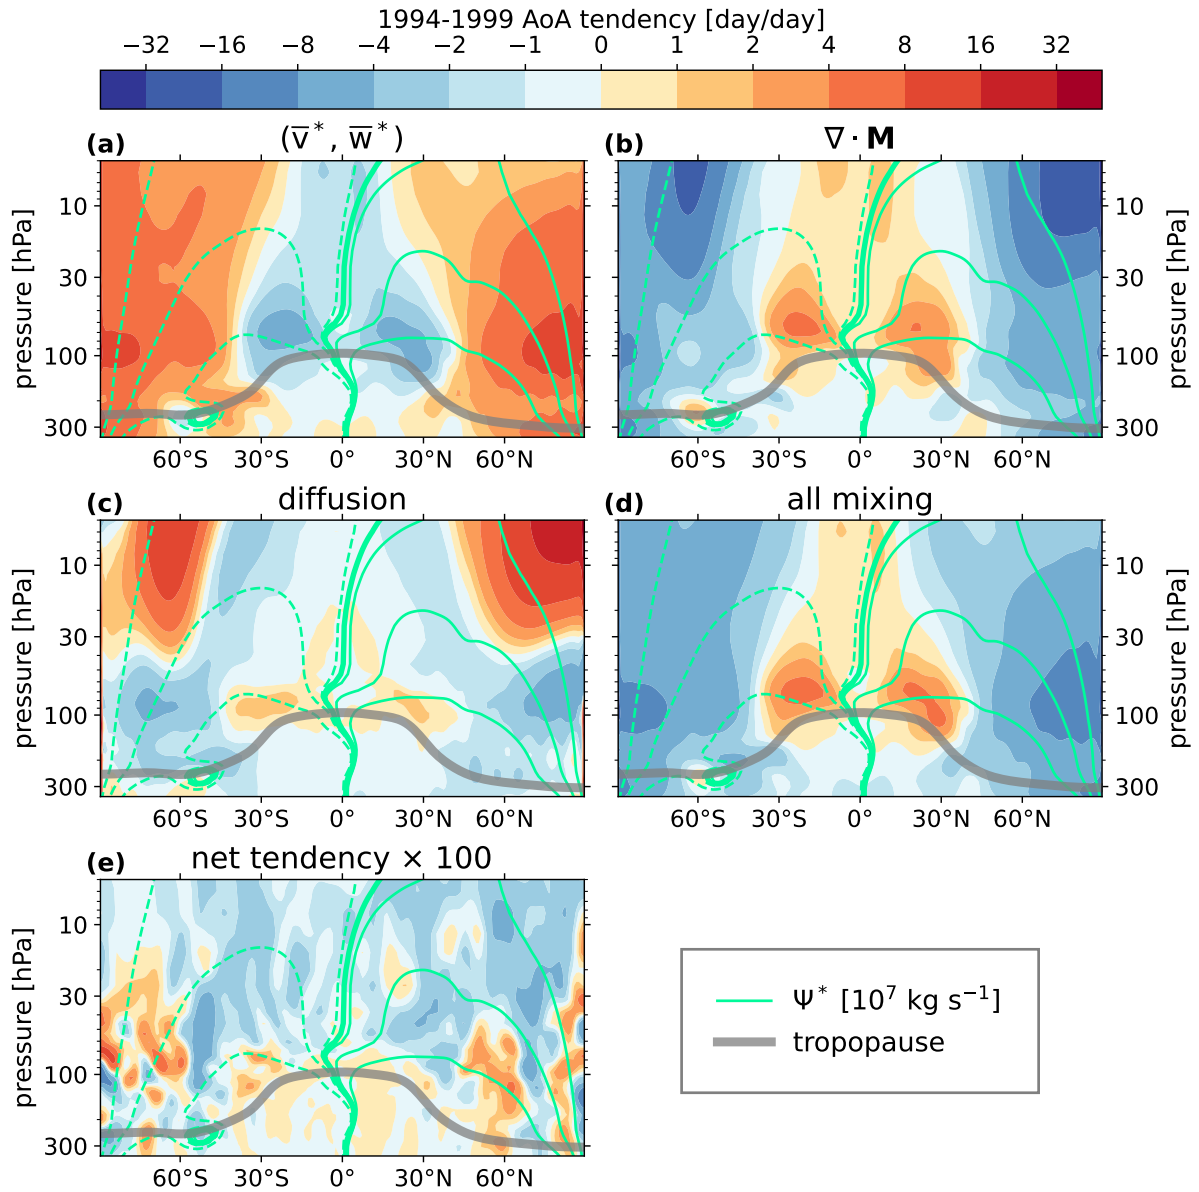 1994-1999 AoA tendency [day/day]
−32 −16 −8 −4 −2 −1 0 1 2 4 8 16 32
(a) (v̅*, w̅*)
(b) ∇ · M
pressure [hPa]
10
30
100
300
60°S 30°S 0° 30°N 60°N
10
30
100
300
pressure [hPa]
60°S 30°S 0° 30°N 60°N
(c) diffusion
(d) all mixing
pressure [hPa]
10
30
100
300
60°S 30°S 0° 30°N 60°N
10
30
100
300
pressure [hPa]
60°S 30°S 0° 30°N 60°N
(e) net tendency × 100
pressure [hPa]
10
30
100
300
60°S 30°S 0° 30°N 60°N
Ψ* [10⁷ kg s⁻¹]
tropopause